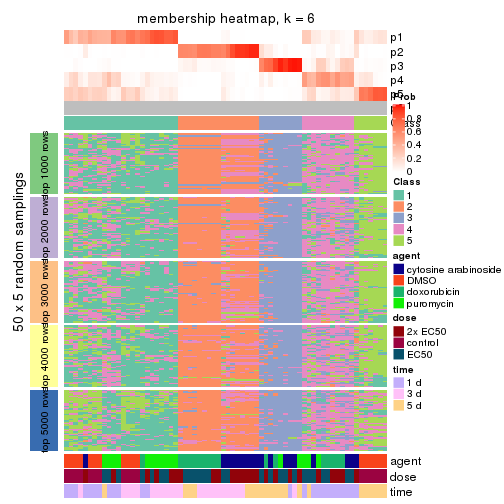 membership heatmap, k = 6
p1
p2
p3
p4
p5
Prob
1
0.8
0.6
0.4
0.2
0
Class
1
2
3
4
5
agent
cytosine arabinoside
DMSO
doxorubicin
puromycin
dose
2x EC50
control
EC50
time
1 d
3 d
5 d
50 x 5 random samplings
top 1000 rows
top 2000 rows
top 3000 rows
top 4000 rows
top 5000 rows
agent
dose
time